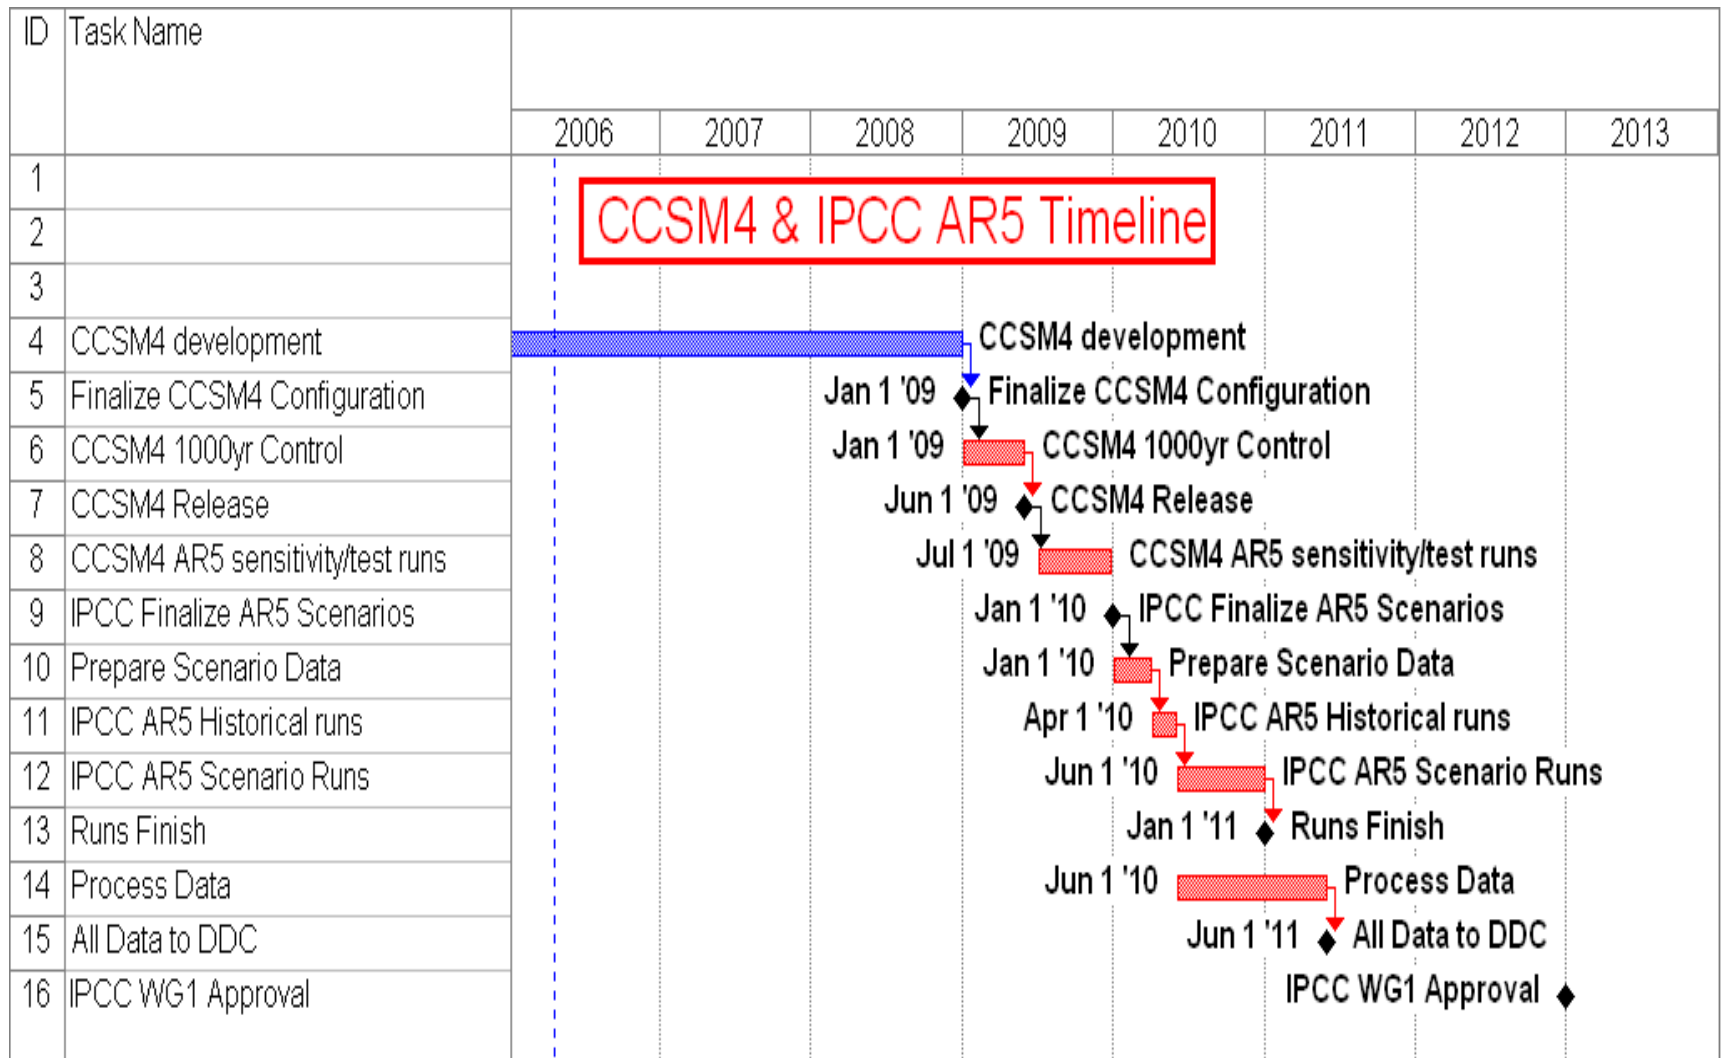 ID Task Name
2006 2007 2008 2009 2010 2011 2012 2013
1
CCSM4 & IPCC AR5 Timeline
2
3
4 CCSM4 development CCSM4 development
5 Finalize CCSM4 Configuration Jan 1 '09 Finalize CCSM4 Configuration
6 CCSM4 1000yr Control Jan 1 '09 CCSM4 1000yr Control
7 CCSM4 Release Jun 1 '09 CCSM4 Release
8 CCSM4 AR5 sensitivity/test runs Jul 1 '09 CCSM4 AR5 sensitivity/test runs
9 IPCC Finalize AR5 Scenarios Jan 1 '10 IPCC Finalize AR5 Scenarios
10 Prepare Scenario Data Jan 1 '10 Prepare Scenario Data
11 IPCC AR5 Historical runs Apr 1 '10 IPCC AR5 Historical runs
12 IPCC AR5 Scenario Runs Jun 1 '10 IPCC AR5 Scenario Runs
13 Runs Finish Jan 1 '11 Runs Finish
14 Process Data Jun 1 '10 Process Data
15 All Data to DDC Jun 1 '11 All Data to DDC
16 IPCC WG1 Approval IPCC WG1 Approval